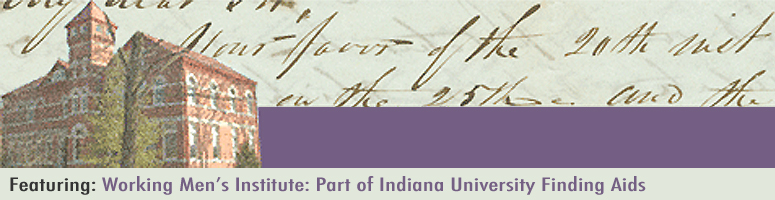 Your favor of the 20th inst
on the 25th and the
Featuring: Working Men's Institute: Part of Indiana University Finding Aids